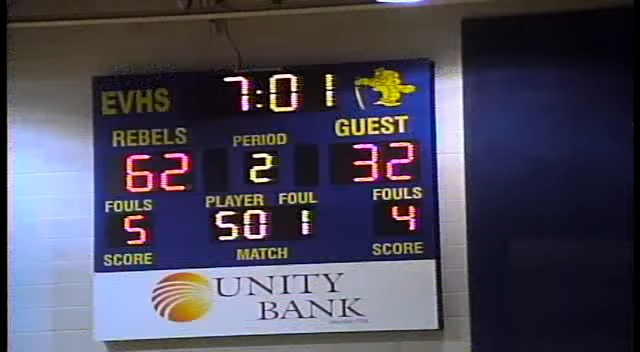 EVHS 7:01
REBELS PERIOD GUEST
62 2 32
FOULS PLAYER FOUL FOULS
5 50 1 4
SCORE MATCH SCORE
UNITY
BANK